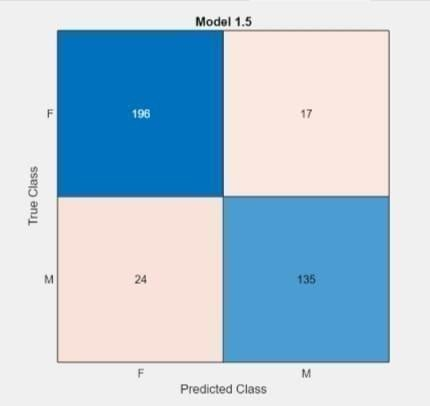 Model 1.5
True Class
F
196
17
M
24
135
F
M
Predicted Class